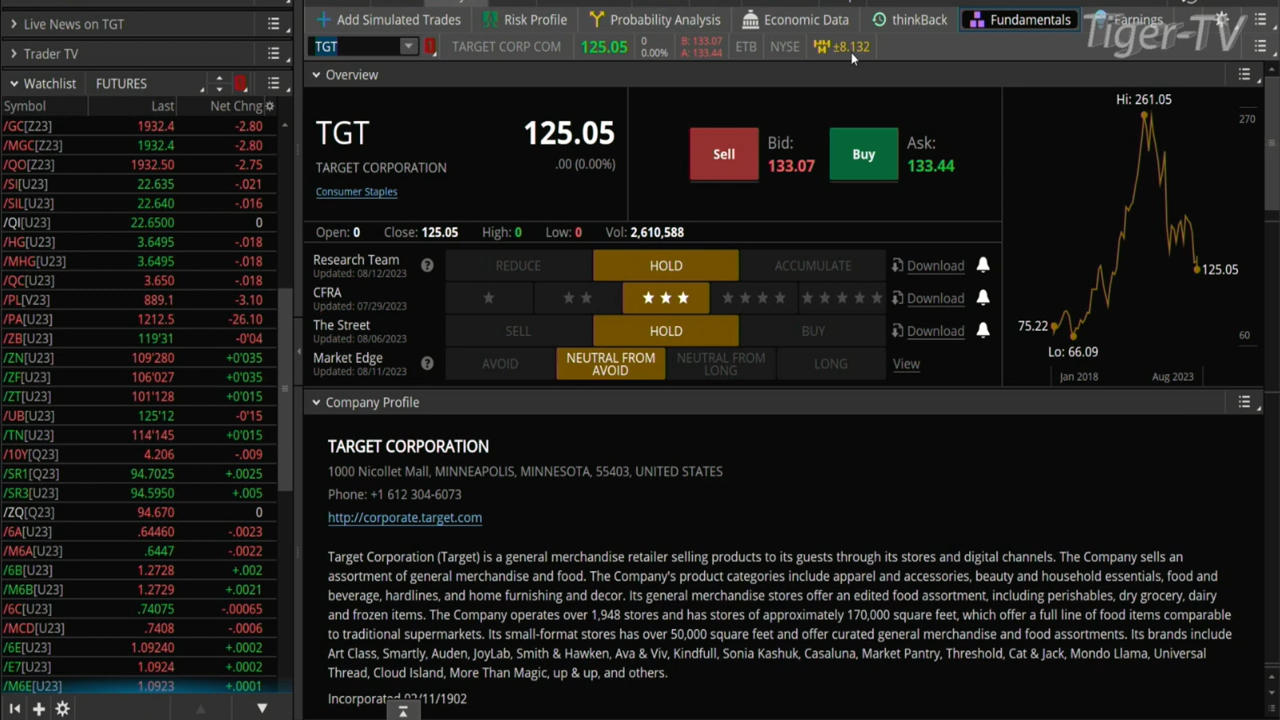 Live News on TGT
Trader TV
Watchlist FUTURES
Symbol Last Net Chng
/GC[Z23] 1932.4 -2.80
/MGC[Z23] 1932.4 -2.80
/QO[Z23] 1932.50 -2.75
/SI[U23] 22.635 -.021
/SIL[U23] 22.640 -.016
/QI[U23] 22.6500 0
/HG[U23] 3.6495 -.018
/MHG[U23] 3.6495 -.018
/QC[U23] 3.650 -.018
/PL[V23] 889.1 -3.10
/PA[U23] 1212.5 -26.10
/ZB[U23] 119'31 -0'04
/ZN[U23] 109'280 +0'035
/ZF[U23] 106'027 +0'035
/ZT[U23] 101'128 +0'015
/UB[U23] 125'12 -0'15
/TN[U23] 114'145 +0'015
/10Y[Q23] 4.206 -.009
/SR1[Q23] 94.7025 +.0025
/SR3[U23] 94.5950 +.005
/ZQ[Q23] 94.670 0
/6A[U23] .64460 -.0023
/M6A[U23] .6447 -.0022
/6B[U23] 1.2728 +.002
/M6B[U23] 1.2729 +.0021
/6C[U23] .74075 -.00065
/MCD[U23] .7408 -.0006
/6E[U23] 1.09240 +.0002
/E7[U23] 1.0924 +.0002
/M6E[U23] 1.0923 +.0001
Add Simulated Trades Risk Profile Probability Analysis Economic Data thinkBack Fundamentals Earnings
Tiger-TV
TGT TARGET CORP COM 125.05 0 0.00% B: 133.07 A: 133.44 ETB NYSE ±8.132
Overview
TGT 125.05
TARGET CORPORATION .00 (0.00%)
Consumer Staples
Sell Bid: 133.07 Buy Ask: 133.44
Open: 0 Close: 125.05 High: 0 Low: 0 Vol: 2,610,588
Research Team Updated: 08/12/2023 REDUCE HOLD ACCUMULATE Download
CFRA Updated: 07/29/2023 Download
The Street Updated: 08/06/2023 SELL HOLD BUY Download
Market Edge Updated: 08/11/2023 AVOID NEUTRAL FROM AVOID NEUTRAL FROM LONG LONG View
Hi: 261.05
270
125.05
75.22
60
Lo: 66.09
Jan 2018 Aug 2023
Company Profile
TARGET CORPORATION
1000 Nicollet Mall, MINNEAPOLIS, MINNESOTA, 55403, UNITED STATES
Phone: +1 612 304-6073
http://corporate.target.com
Target Corporation (Target) is a general merchandise retailer selling products to its guests through its stores and digital channels. The Company sells an
assortment of general merchandise and food. The Company's product categories include apparel and accessories, beauty and household essentials, food and
beverage, hardlines, and home furnishing and decor. Its general merchandise stores offer an edited food assortment, including perishables, dry grocery, dairy
and frozen items. The Company operates over 1,948 stores and has stores of approximately 170,000 square feet, which offer a full line of food items comparable
to traditional supermarkets. Its small-format stores has over 50,000 square feet and offer curated general merchandise and food assortments. Its brands include
Art Class, Smartly, Auden, JoyLab, Smith & Hawken, Ava & Viv, Kindfull, Sonia Kashuk, Casaluna, Market Pantry, Threshold, Cat & Jack, Mondo Llama, Universal
Thread, Cloud Island, More Than Magic, up & up, and others.
Incorporated 02/11/1902